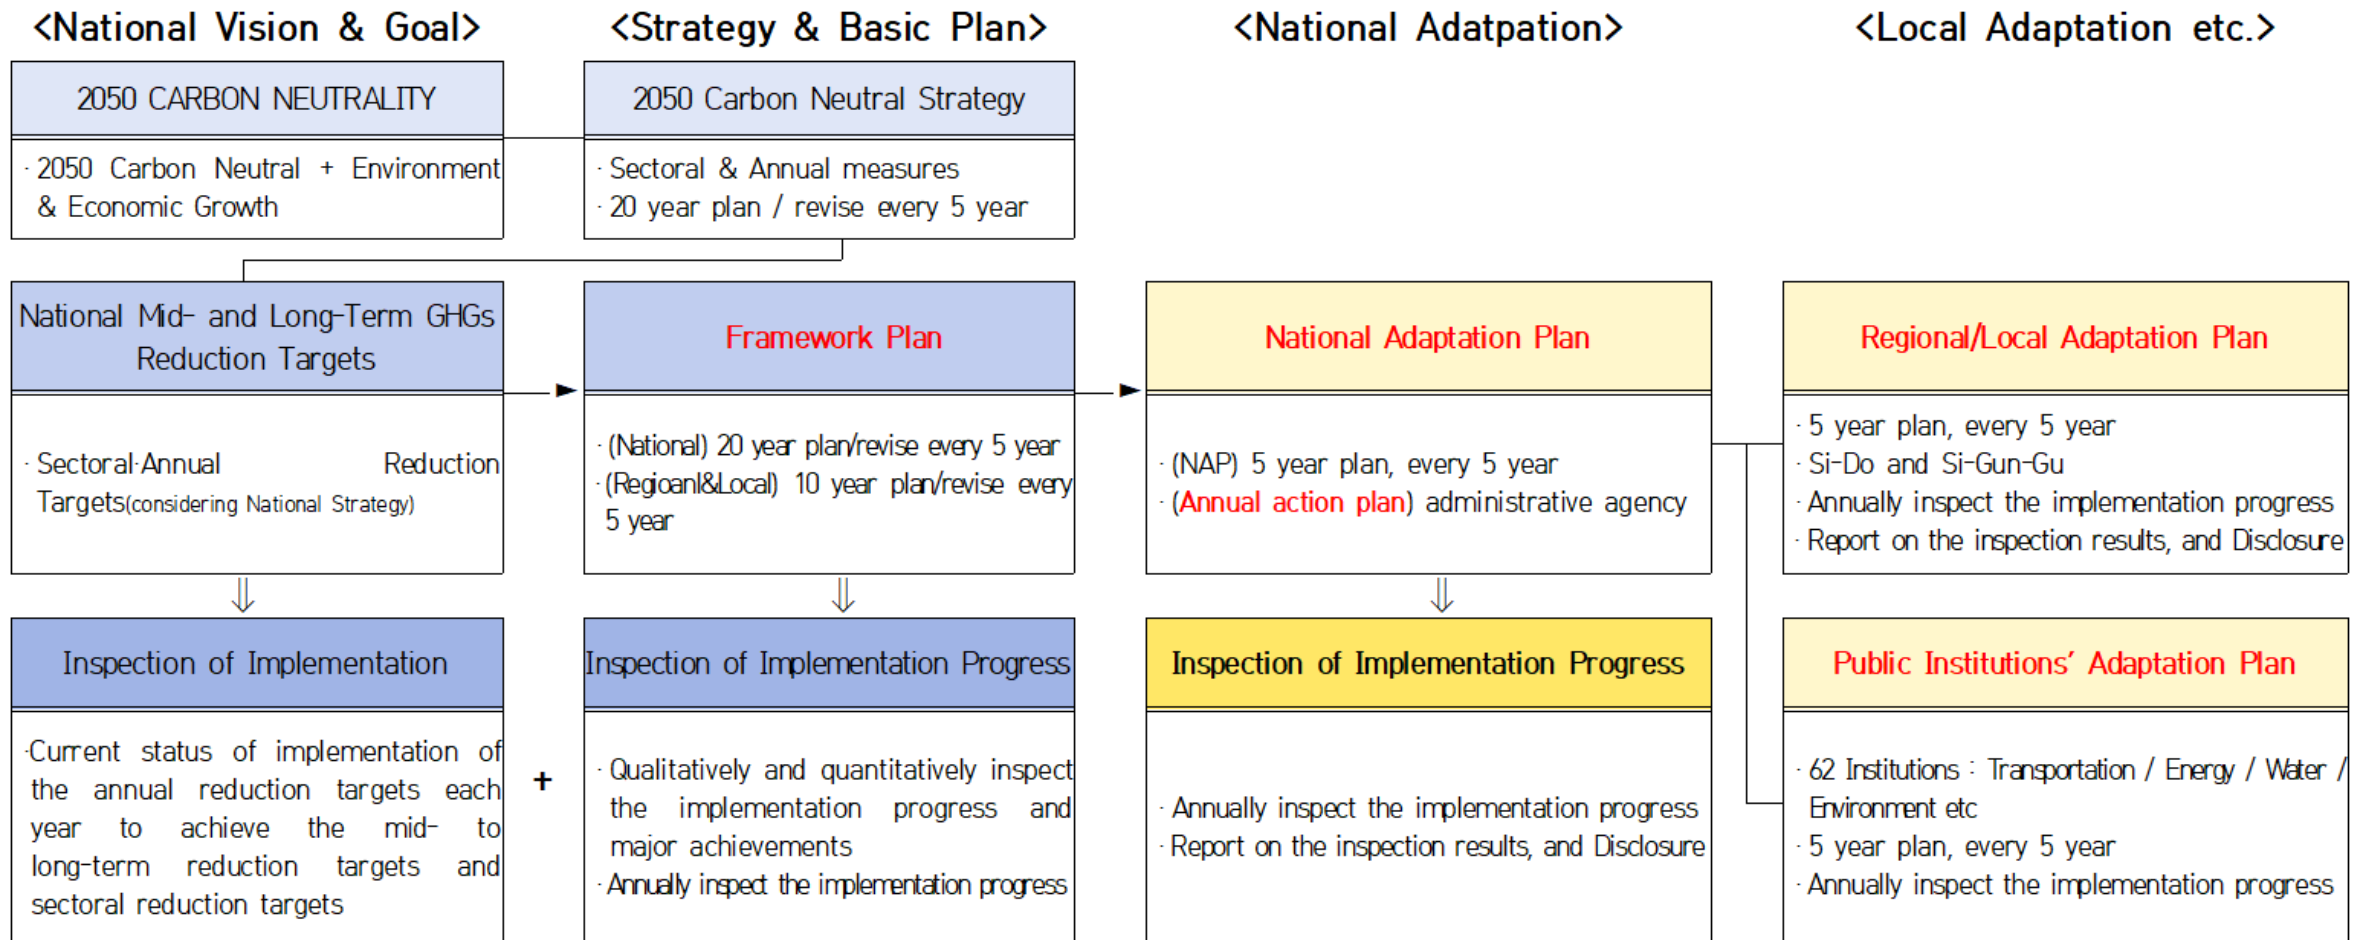 <National Vision & Goal>
<Strategy & Basic Plan>
<National Adatpation>
<Local Adaptation etc.>
2050 CARBON NEUTRALITY
· 2050 Carbon Neutral + Environment
& Economic Growth
2050 Carbon Neutral Strategy
· Sectoral & Annual measures
· 20 year plan / revise every 5 year
National Mid- and Long-Term GHGs
Reduction Targets
· Sectoral·Annual Reduction
Targets(considering National Strategy)
Framework Plan
· (National) 20 year plan/revise every 5 year
· (Regioanl&Local) 10 year plan/revise every
5 year
National Adaptation Plan
· (NAP) 5 year plan, every 5 year
· (Annual action plan) administrative agency
Regional/Local Adaptation Plan
· 5 year plan, every 5 year
· Si-Do and Si-Gun-Gu
· Annually inspect the implementation progress
· Report on the inspection results, and Disclosure
⇓
⇓
⇓
Inspection of Implementation
·Current status of implementation of
the annual reduction targets each
year to achieve the mid- to
long-term reduction targets and
sectoral reduction targets
+
Inspection of Implementation Progress
· Qualitatively and quantitatively inspect
the implementation progress and
major achievements
· Annually inspect the implementation progress
Inspection of Implementation Progress
· Annually inspect the implementation progress
· Report on the inspection results, and Disclosure
Public Institutions' Adaptation Plan
· 62 Institutions : Transportation / Energy / Water /
Environment etc
· 5 year plan, every 5 year
· Annually inspect the implementation progress